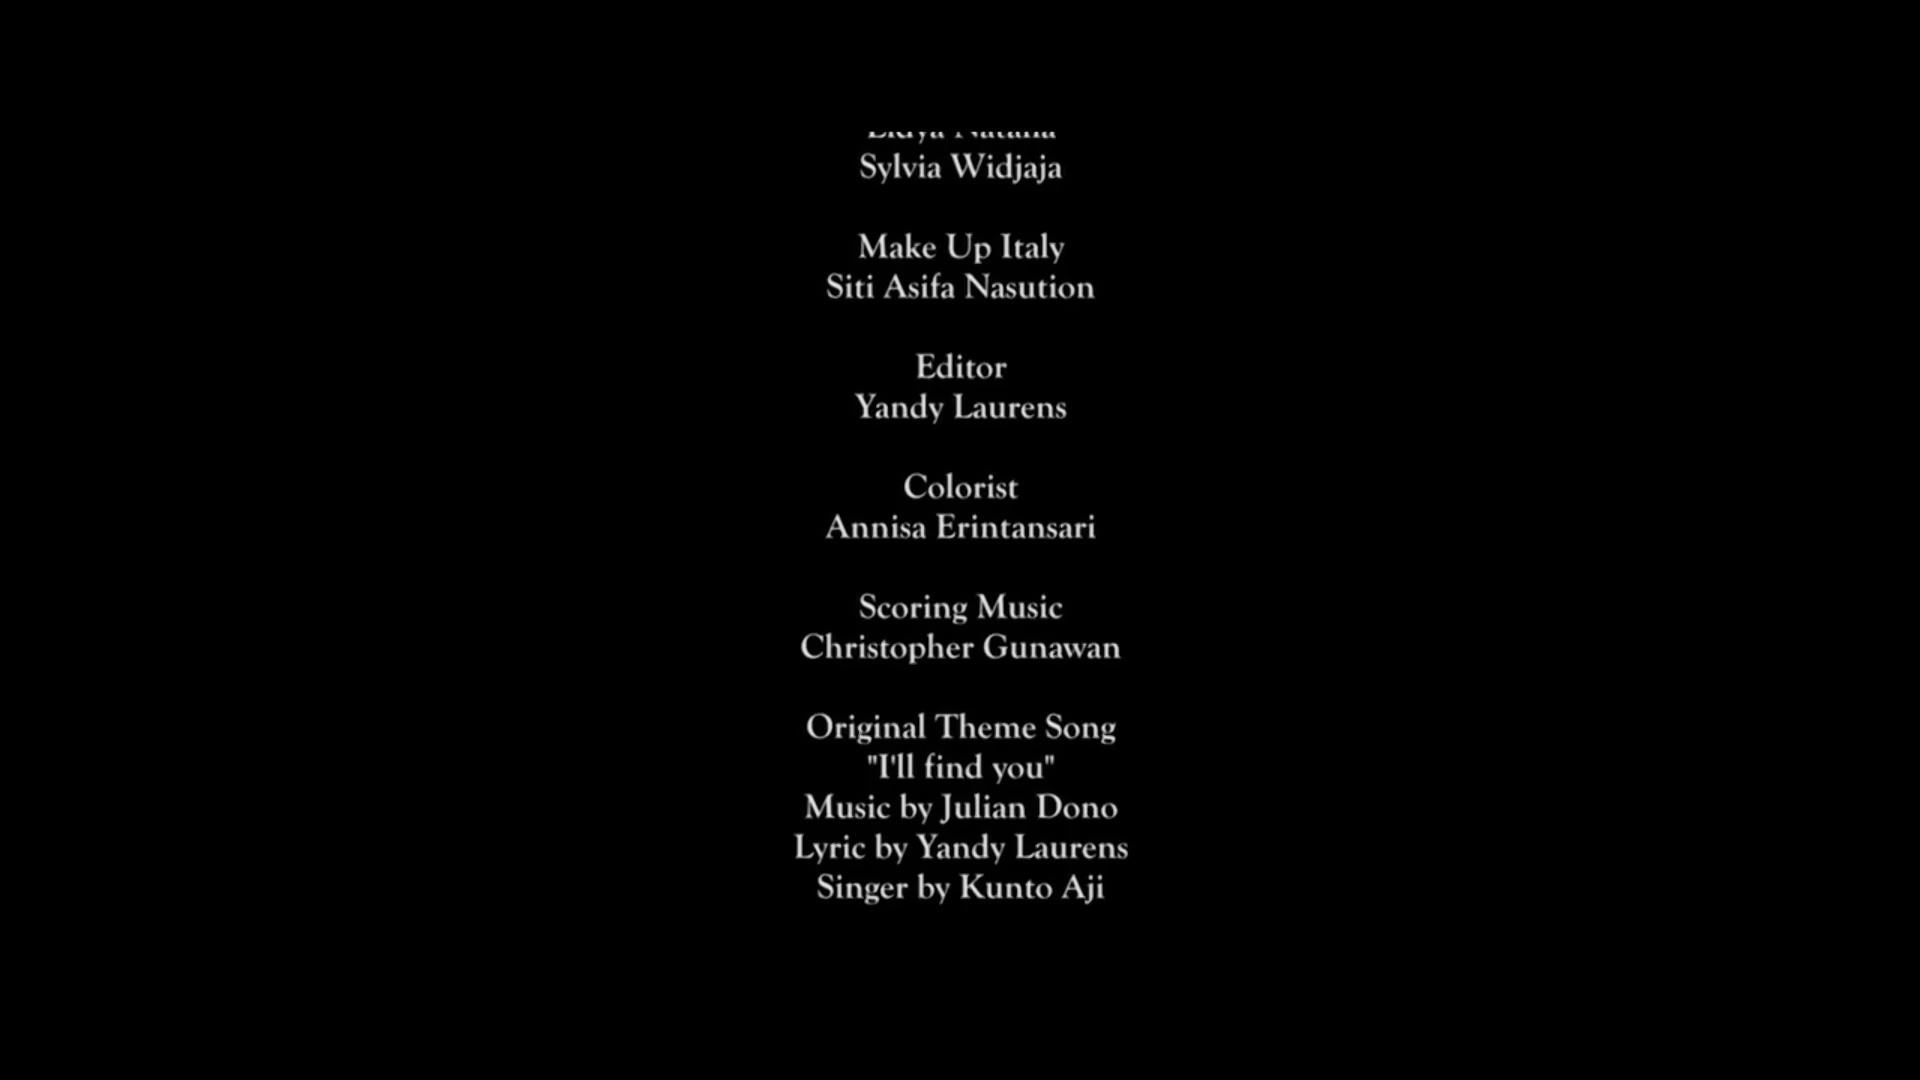 Sylvia Widjaja
Make Up Italy
Siti Asifa Nasution
Editor
Yandy Laurens
Colorist
Annisa Erintansari
Scoring Music
Christopher Gunawan
Original Theme Song
"I'll find you"
Music by Julian Dono
Lyric by Yandy Laurens
Singer by Kunto Aji